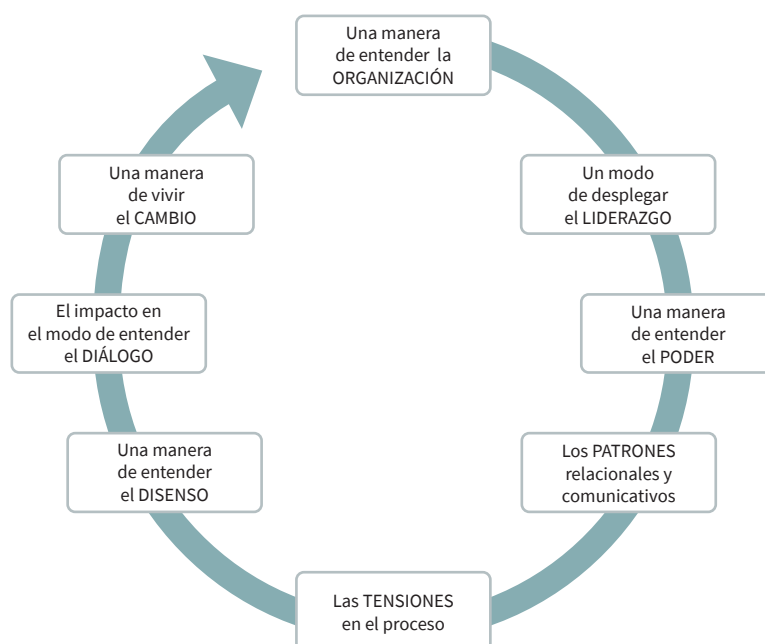 Una manera
de entender la
ORGANIZACIÓN
Un modo
de desplegar
el LIDERAZGO
Una manera
de entender
el PODER
Los PATRONES
relacionales y
comunicativos
Las TENSIONES
en el proceso
Una manera
de entender
el DISENSO
El impacto en
el modo de entender
el DIÁLOGO
Una manera
de vivir
el CAMBIO